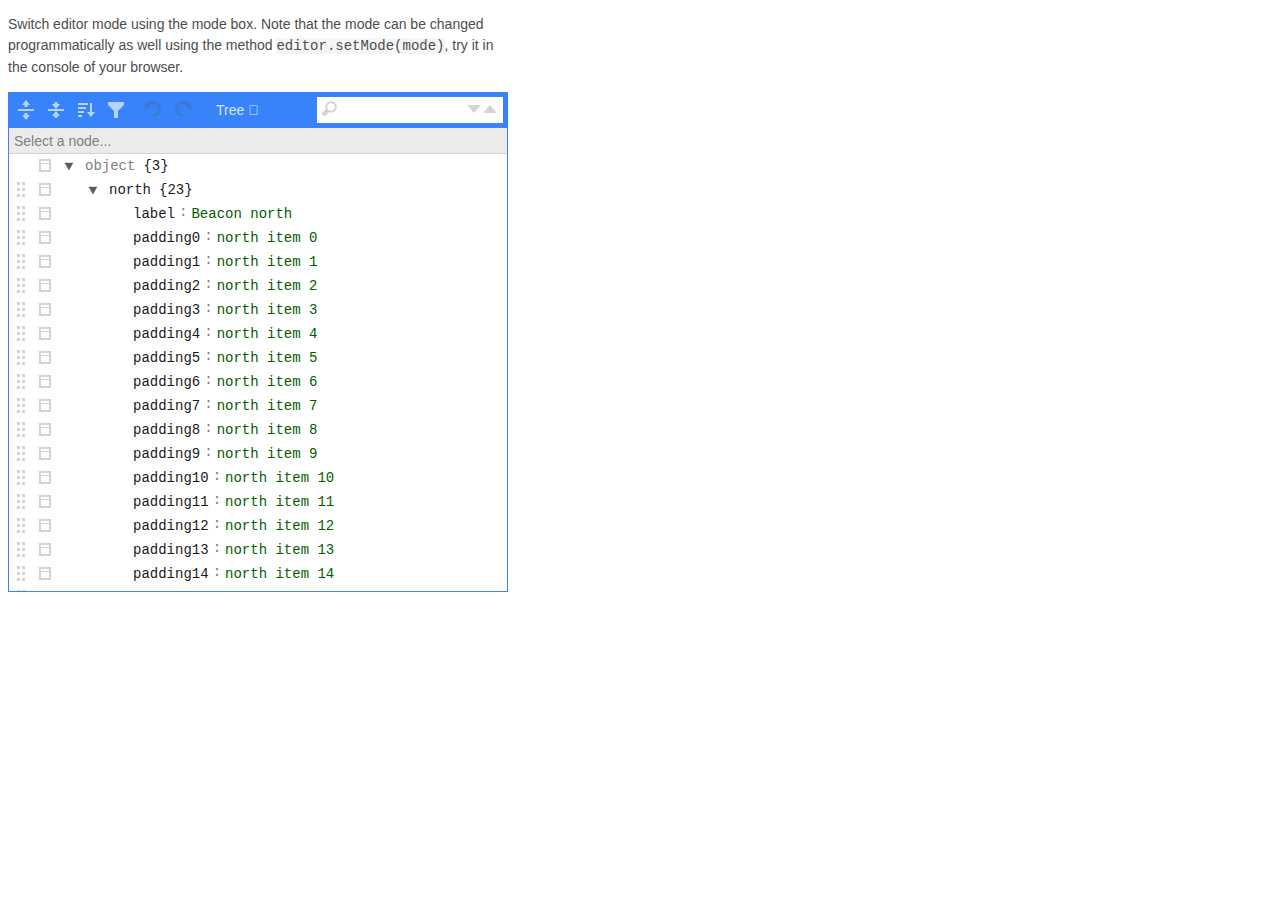 Switch editor mode using the mode box. Note that the mode can be changed
programmatically as well using the method editor.setMode(mode), try it in
the console of your browser.
Tree
Select a node...
object {3}
north {23}
label : Beacon north
padding0 : north item 0
padding1 : north item 1
padding2 : north item 2
padding3 : north item 3
padding4 : north item 4
padding5 : north item 5
padding6 : north item 6
padding7 : north item 7
padding8 : north item 8
padding9 : north item 9
padding10 : north item 10
padding11 : north item 11
padding12 : north item 12
padding13 : north item 13
padding14 : north item 14